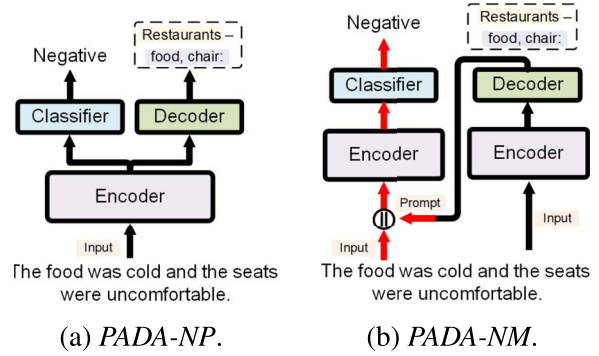 Negative
Restaurants –
food, chair:
Classifier
Decoder
Encoder
Input
The food was cold and the seats
were uncomfortable.
(a) PADA-NP.
Negative
Restaurants –
food, chair:
Classifier
Decoder
Encoder
Encoder
Prompt
Input
Input
The food was cold and the seats
were uncomfortable.
(b) PADA-NM.